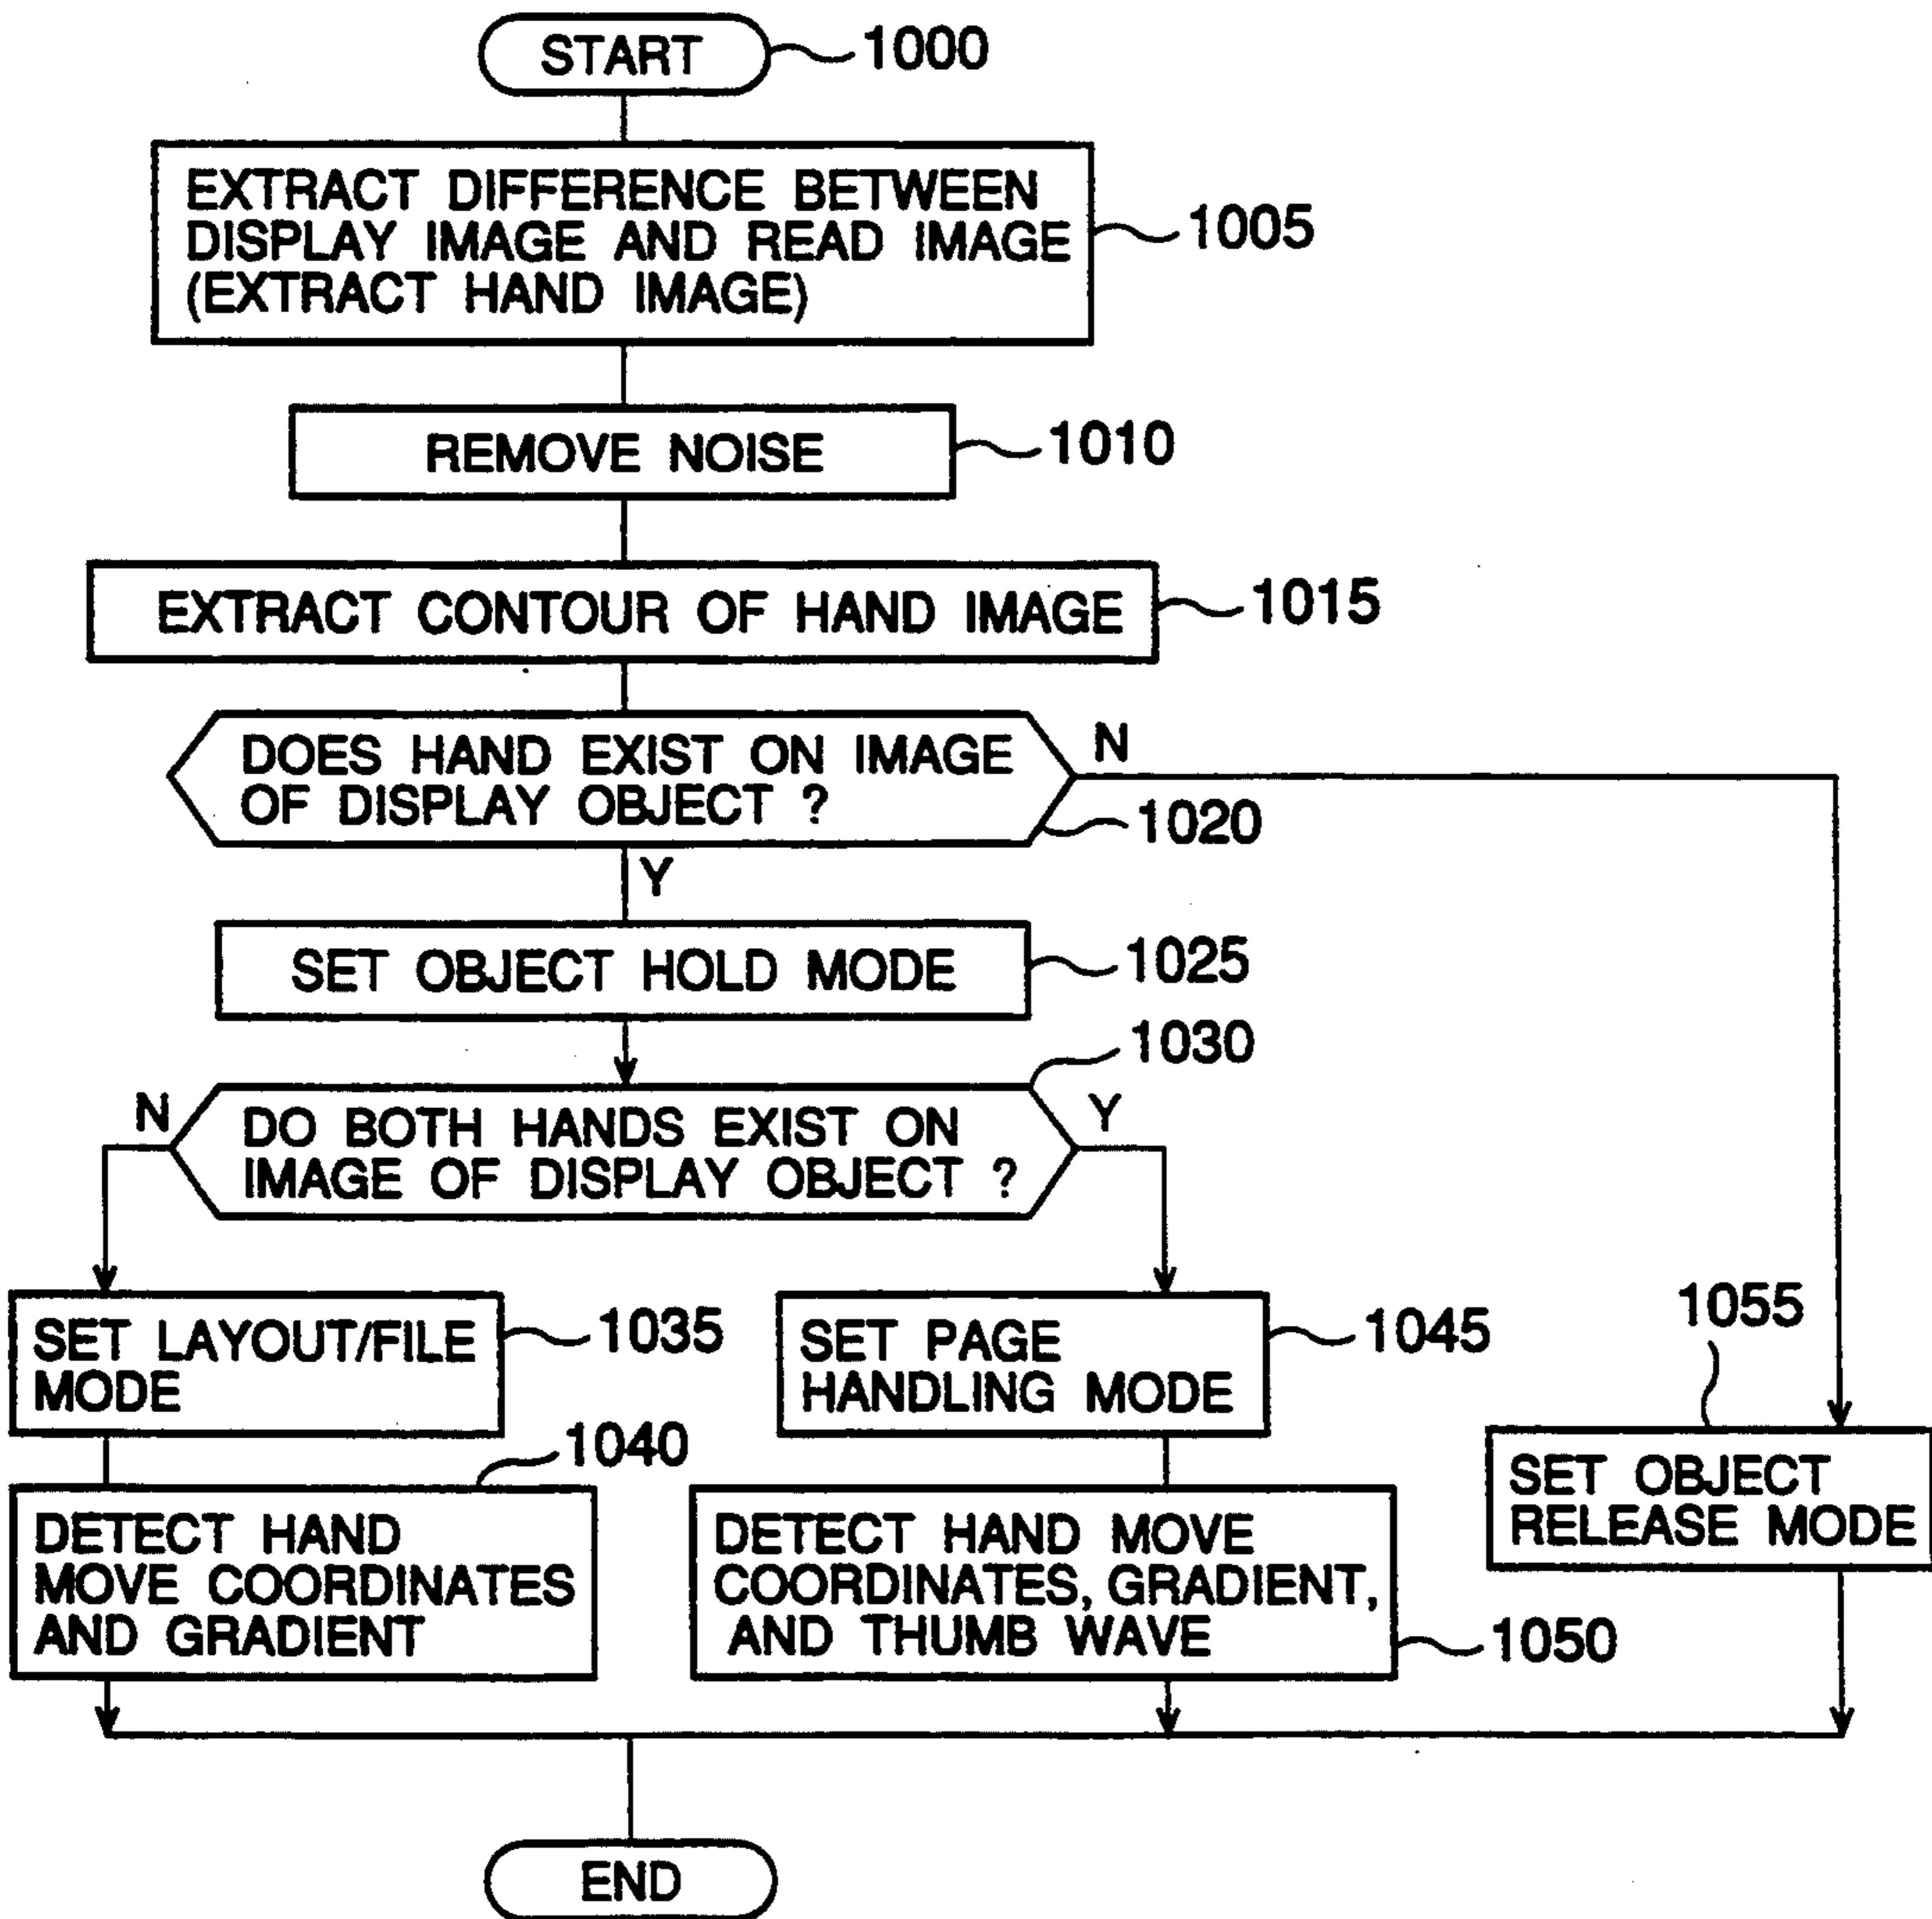 START
1000
EXTRACT DIFFERENCE BETWEEN
DISPLAY IMAGE AND READ IMAGE
(EXTRACT HAND IMAGE)
1005
REMOVE NOISE
1010
EXTRACT CONTOUR OF HAND IMAGE
1015
DOES HAND EXIST ON IMAGE
OF DISPLAY OBJECT ?
N
1020
Y
SET OBJECT HOLD MODE
1025
1030
N
DO BOTH HANDS EXIST ON
IMAGE OF DISPLAY OBJECT ?
Y
SET LAYOUT/FILE
MODE
1035
SET PAGE
HANDLING MODE
1045
1055
1040
DETECT HAND
MOVE COORDINATES
AND GRADIENT
DETECT HAND MOVE
COORDINATES, GRADIENT,
AND THUMB WAVE
1050
SET OBJECT
RELEASE MODE
END